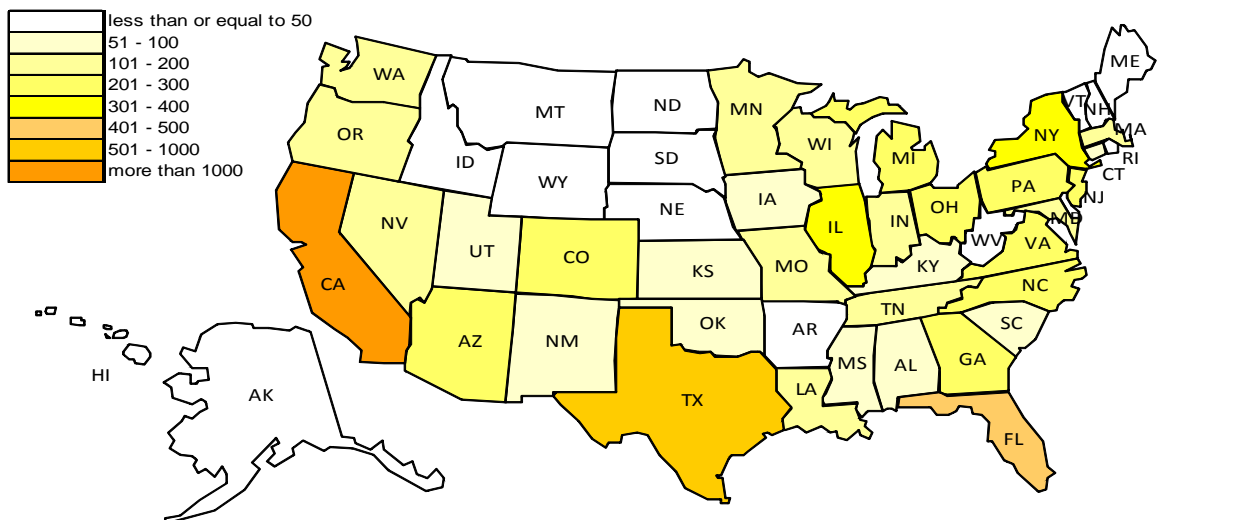 less than or equal to 50
51 - 100
101 - 200
201 - 300
301 - 400
401 - 500
501 - 1000
more than 1000
ME
WA
MT
ND
MN
VT
NH
OR
WI
NY
MA
ID
SD
MI
RI
WY
CT
PA
IA
NE
OH
NJ
NV
IL
IN
MD
UT
CO
WV
VA
KS
MO
KY
CA
NC
TN
OK
AR
SC
AZ
NM
GA
MS
AL
HI
LA
AK
TX
FL